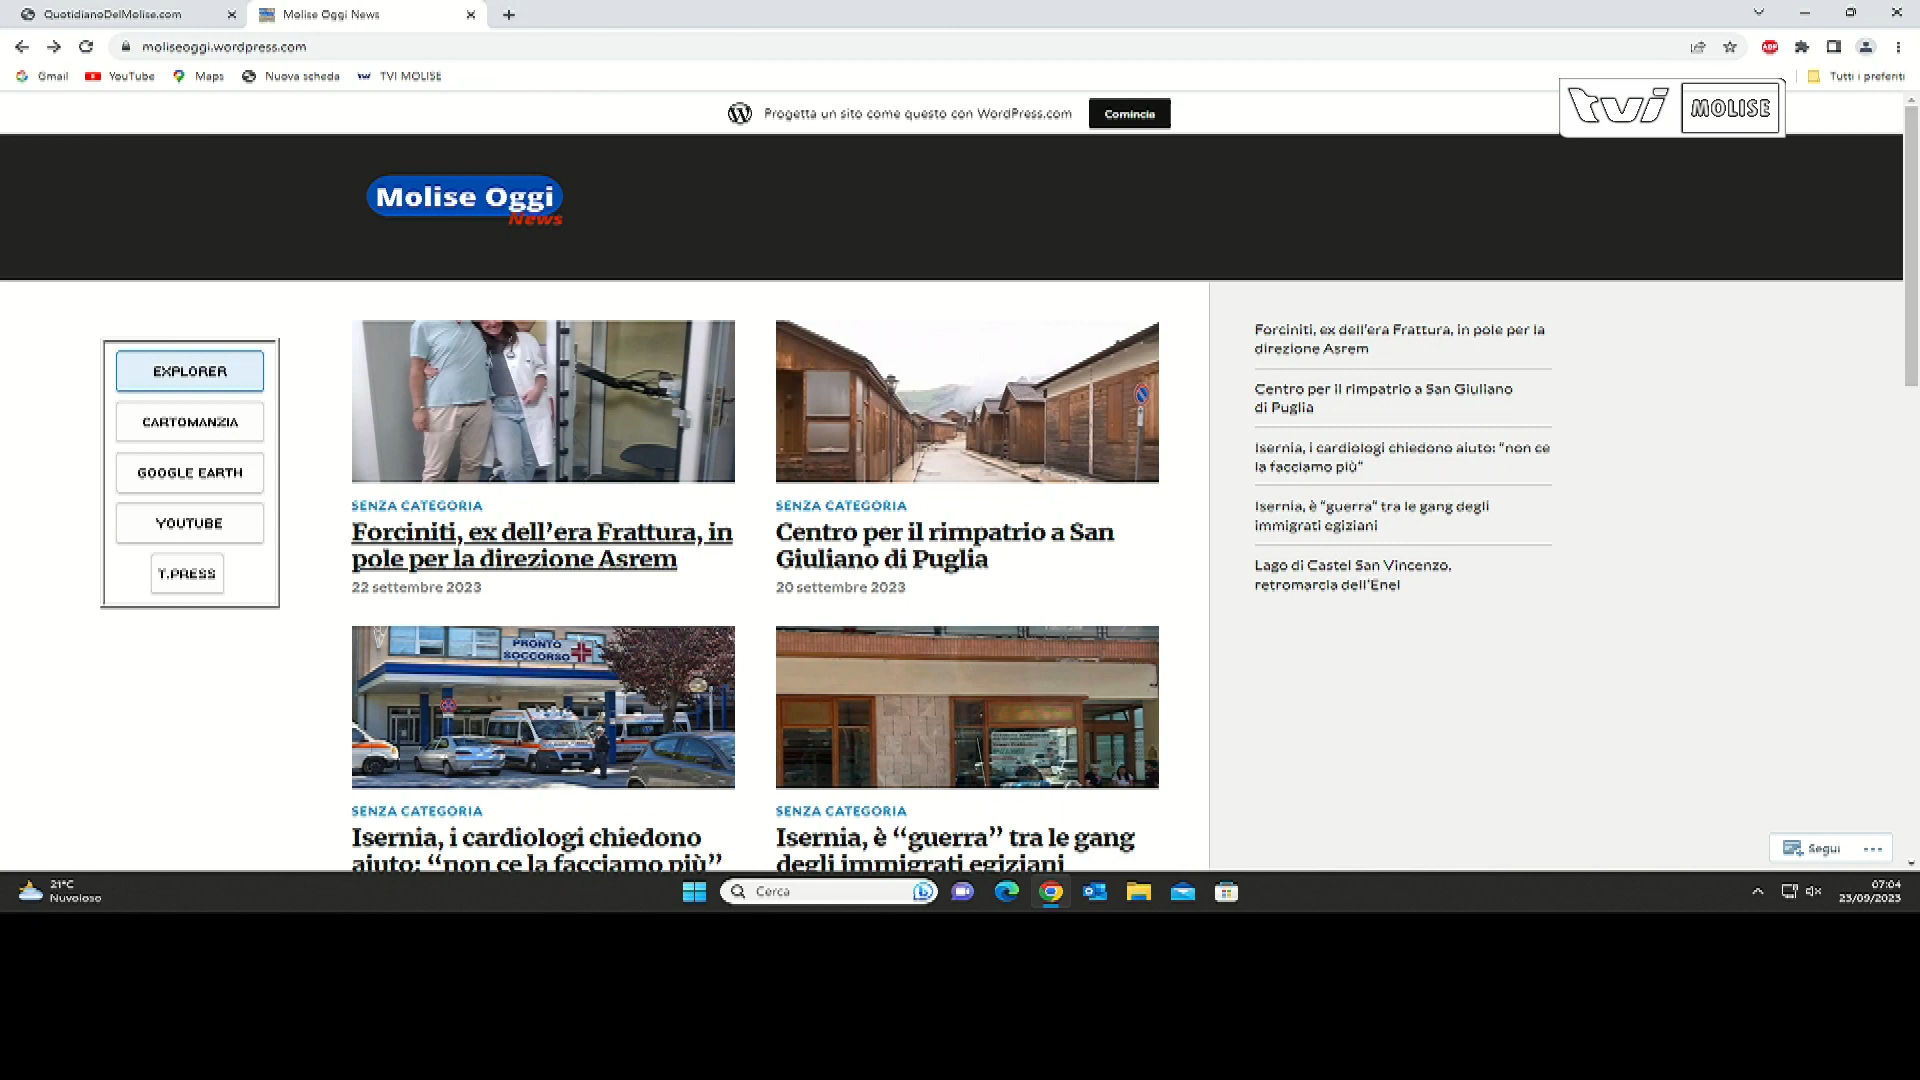 QuotidianoDelMolise.com
Molise Oggi News
moliseoggi.wordpress.com
ABP
Gmail
YouTube
Maps
Nuova scheda
TVI MOLISE
Tutti i preferiti
Progetta un sito come questo con WordPress.com
Comincia
tvi MOLISE
Molise Oggi
News
EXPLORER
CARTOMANZIA
GOOGLE EARTH
YOUTUBE
T.PRESS
SENZA CATEGORIA
Forciniti, ex dell’era Frattura, in
pole per la direzione Asrem
22 settembre 2023
SENZA CATEGORIA
Centro per il rimpatrio a San
Giuliano di Puglia
20 settembre 2023
PRONTO
SOCCORSO
SENZA CATEGORIA
Isernia, i cardiologi chiedono
aiuto: “non ce la facciamo più”
SENZA CATEGORIA
Isernia, è “guerra” tra le gang
degli immigrati egiziani
Forciniti, ex dell’era Frattura, in pole per la
direzione Asrem
Centro per il rimpatrio a San Giuliano
di Puglia
Isernia, i cardiologi chiedono aiuto: “non ce
la facciamo più”
Isernia, è “guerra” tra le gang degli
immigrati egiziani
Lago di Castel San Vincenzo,
retromarcia dell’Enel
Segui
21°C
Nuvoloso
Cerca
07:04
23/09/2023